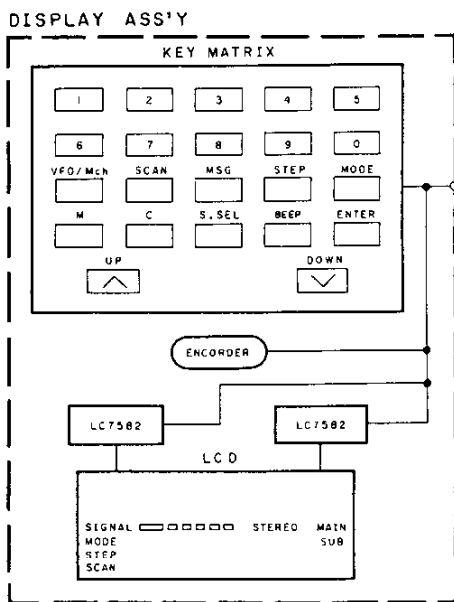 DISPLAY ASS'Y
KEY MATRIX
1 2 3 4 5
6 7 8 9 0
VFO/Mch SCAN MSG STEP MODE
M C S.SEL BEEP ENTER
UP DOWN
ENCORDER
LC7582 LC7582
LCD
SIGNAL STEREO MAIN
MODE SUB
STEP
SCAN